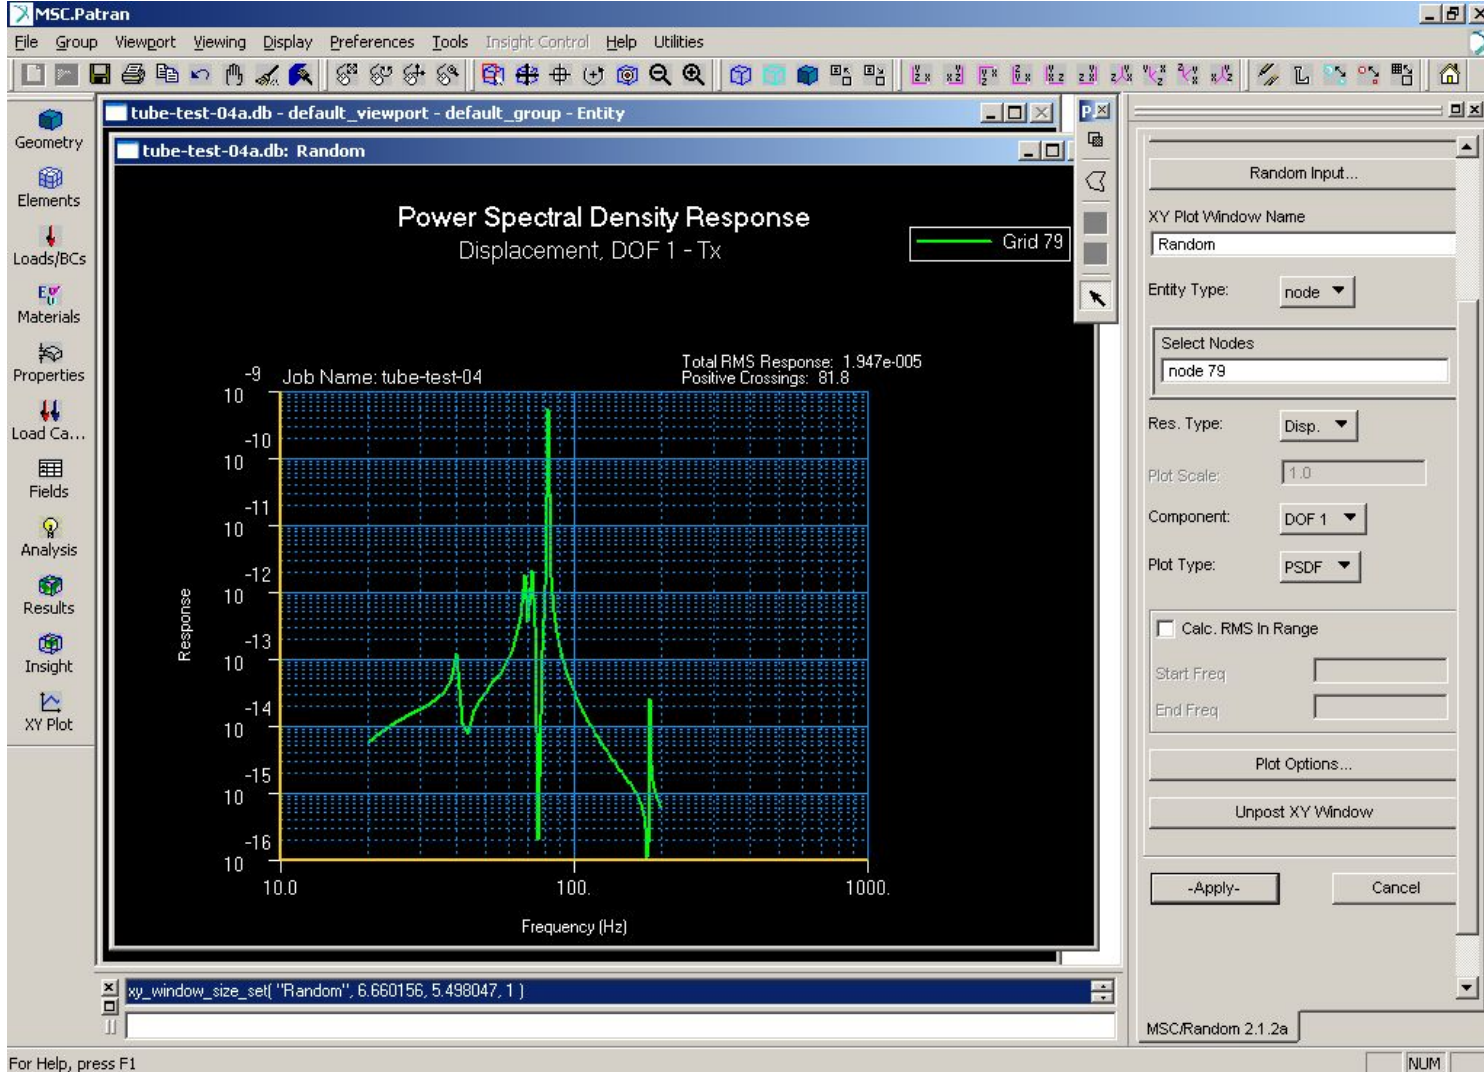 MSC.Patran
File Group Viewport Viewing Display Preferences Tools Insight Control Help Utilities
Geometry
Elements
Loads/BCs
Materials
Properties
Load Ca...
Fields
Analysis
Results
Insight
XY Plot
tube-test-04a.db - default_viewport - default_group - Entity
tube-test-04a.db: Random
Power Spectral Density Response
Displacement, DOF 1 - Tx
Grid 79
Job Name: tube-test-04
Total RMS Response: 1.947e-005
Positive Crossings: 81.8
10 -9
10 -10
10 -11
10 -12
10 -13
10 -14
10 -15
10 -16
Response
10.0 100. 1000.
Frequency (Hz)
xy_window_size_set( "Random", 6.660156, 5.498047, 1 )
Random Input...
XY Plot Window Name
Random
Entity Type: node
Select Nodes
node 79
Res. Type: Disp.
Plot Scale: 1.0
Component: DOF 1
Plot Type: PSDF
Calc. RMS In Range
Start Freq
End Freq
Plot Options...
Unpost XY Window
-Apply- Cancel
MSC/Random 2.1.2a
For Help, press F1
NUM